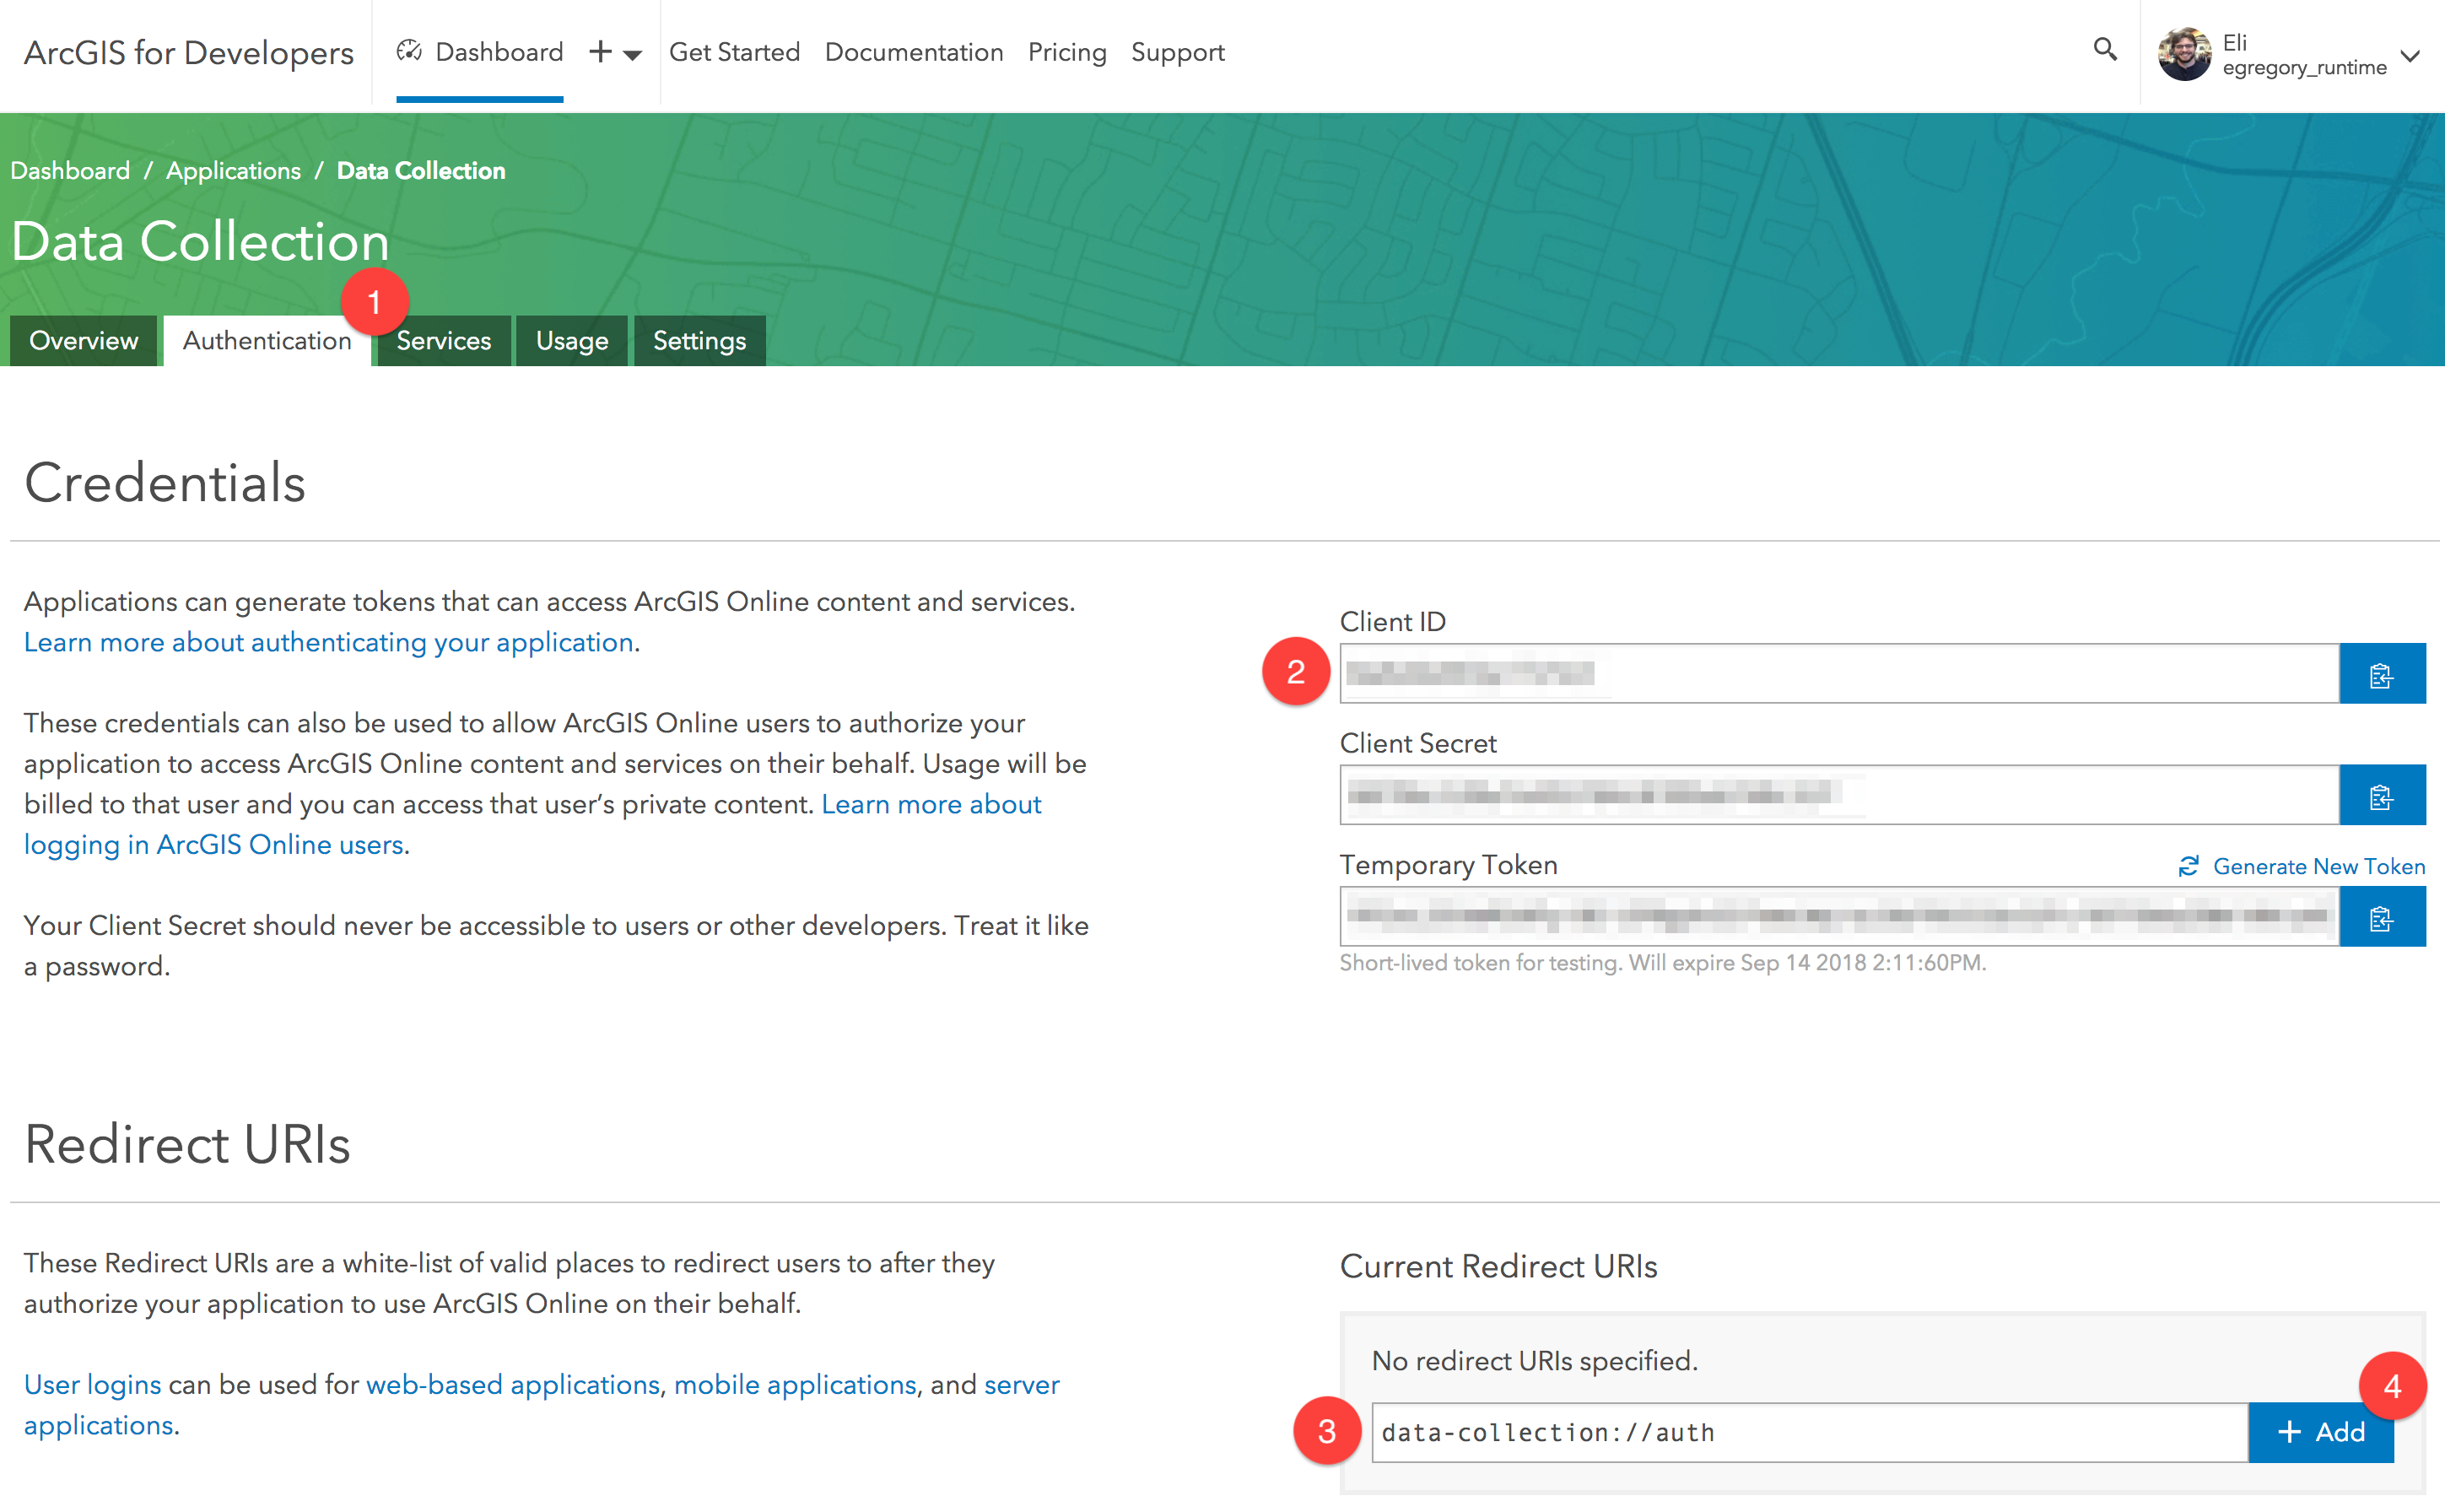 ArcGIS for Developers
Dashboard
Get Started
Documentation
Pricing
Support
Eli
egregory_runtime
Dashboard / Applications / Data Collection
Data Collection
1
Overview
Authentication
Services
Usage
Settings
Credentials
Applications can generate tokens that can access ArcGIS Online content and services.
Learn more about authenticating your application.
These credentials can also be used to allow ArcGIS Online users to authorize your
application to access ArcGIS Online content and services on their behalf. Usage will be
billed to that user and you can access that user’s private content. Learn more about
logging in ArcGIS Online users.
Your Client Secret should never be accessible to users or other developers. Treat it like
a password.
Client ID
2
Client Secret
Temporary Token
Generate New Token
Short-lived token for testing. Will expire Sep 14 2018 2:11:60PM.
Redirect URIs
These Redirect URIs are a white-list of valid places to redirect users to after they
authorize your application to use ArcGIS Online on their behalf.
User logins can be used for web-based applications, mobile applications, and server
applications.
Current Redirect URIs
No redirect URIs specified.
4
3
data-collection://auth
+ Add